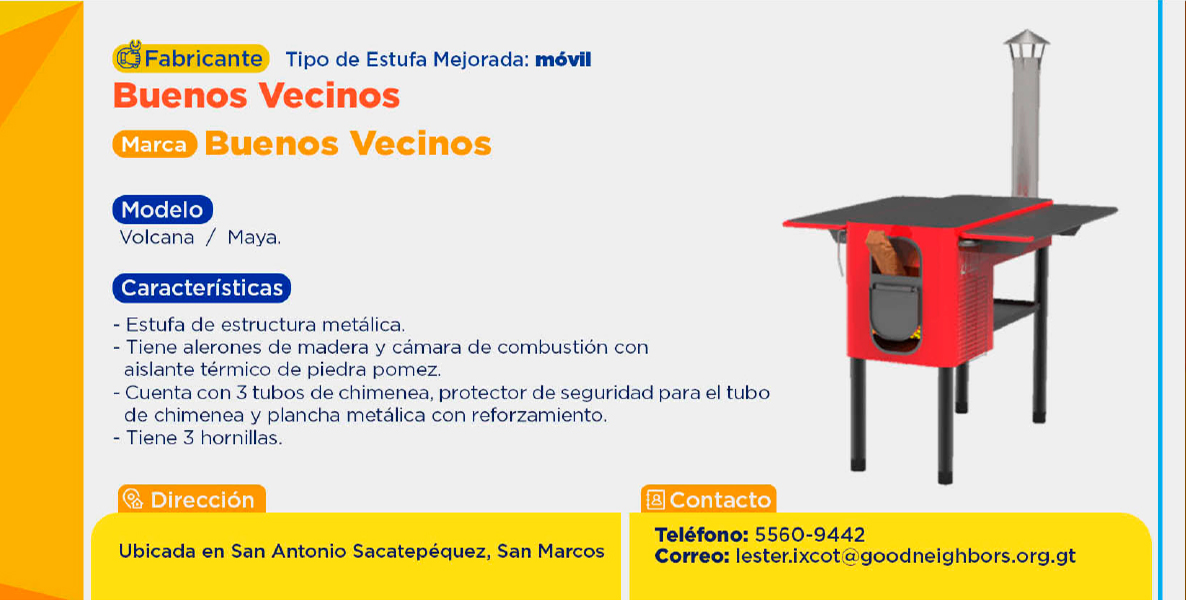 Fabricante Tipo de Estufa Mejorada: móvil
Buenos Vecinos
Marca Buenos Vecinos
Modelo
Volcana / Maya.
Características
- Estufa de estructura metálica.
- Tiene alerones de madera y cámara de combustión con
aislante térmico de piedra pomez.
- Cuenta con 3 tubos de chimenea, protector de seguridad para el tubo
de chimenea y plancha metálica con reforzamiento.
- Tiene 3 hornillas.
Dirección
Ubicada en San Antonio Sacatepéquez, San Marcos
Contacto
Teléfono: 5560-9442
Correo: lester.ixcot@goodneighbors.org.gt